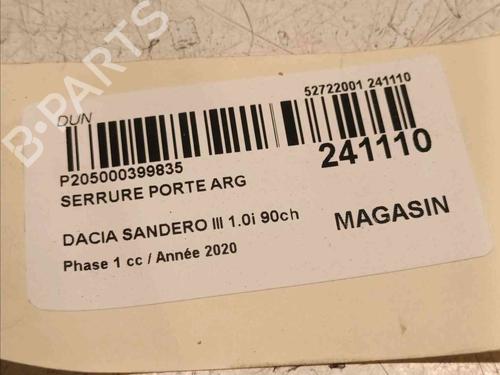 B-PARTS
DUN
52722001 241110
P205000399835
241110
SERRURE PORTE ARG
DACIA SANDERO III 1.0i 90ch
MAGASIN
Phase 1 cc / Année 2020